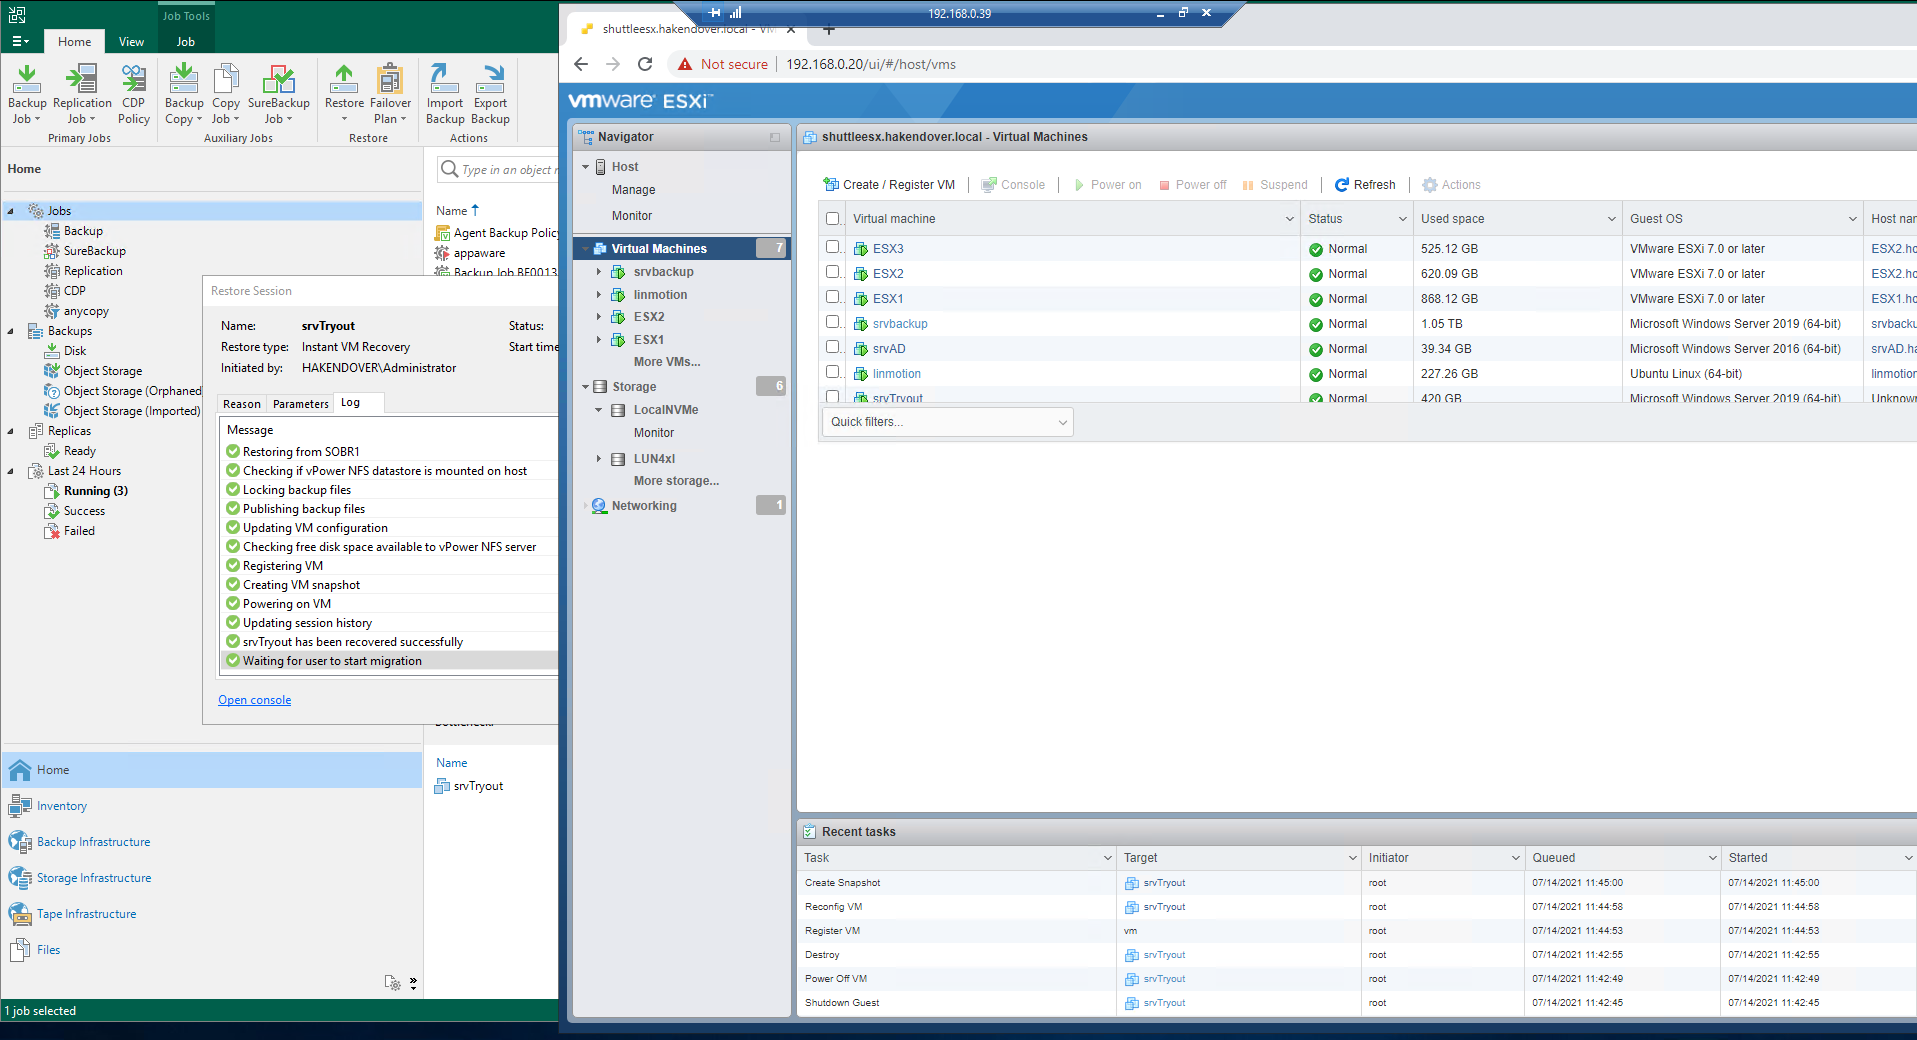 Job Tools
Home
View
Job
Backup Job
Replication Job
CDP Policy
Backup Copy
Copy Job
SureBackup Job
Restore
Failover Plan
Import Backup
Export Backup
Primary Jobs
Auxiliary Jobs
Restore
Actions
Home
Jobs
Backup
SureBackup
Replication
CDP
anycopy
Backups
Disk
Object Storage
Object Storage (Orphaned)
Object Storage (Imported)
Replicas
Ready
Last 24 Hours
Running (3)
Success
Failed
Type in an object
Name
Agent Backup Policy
appaware
Backup Job BF0013
Restore Session
Name: srvTryout Status:
Restore type: Instant VM Recovery Start time
Initiated by: HAKENDOVER\Administrator
Reason Parameters Log
Message
Restoring from SOBR1
Checking if vPower NFS datastore is mounted on host
Locking backup files
Publishing backup files
Updating VM configuration
Checking free disk space available to vPower NFS server
Registering VM
Creating VM snapshot
Powering on VM
Updating session history
srvTryout has been recovered successfully
Waiting for user to start migration
Open console
Name
srvTryout
Home
Inventory
Backup Infrastructure
Storage Infrastructure
Tape Infrastructure
Files
1 job selected
192.168.0.39
shuttleesx.hakendover.local - VM
Not secure 192.168.0.20/ui/#/host/vms
vmware ESXi
Navigator
Host
Manage
Monitor
Virtual Machines 7
srvbackup
linmotion
ESX2
ESX1
More VMs...
Storage 6
LocalNVMe
Monitor
LUN4xl
More storage...
Networking 1
shuttleesx.hakendover.local - Virtual Machines
Create / Register VM Console Power on Power off Suspend Refresh Actions
Virtual machine Status Used space Guest OS Host nam
ESX3 Normal 525.12 GB VMware ESXi 7.0 or later ESX2.ho
ESX2 Normal 620.09 GB VMware ESXi 7.0 or later ESX2.ho
ESX1 Normal 868.12 GB VMware ESXi 7.0 or later ESX1.ho
srvbackup Normal 1.05 TB Microsoft Windows Server 2019 (64-bit) srvbacku
srvAD Normal 39.34 GB Microsoft Windows Server 2016 (64-bit) srvAD.ha
linmotion Normal 227.26 GB Ubuntu Linux (64-bit) linmotion
srvTryout Normal 420 GB Microsoft Windows Server 2019 (64-bit) Unknown
Quick filters...
Recent tasks
Task Target Initiator Queued Started
Create Snapshot srvTryout root 07/14/2021 11:45:00 07/14/2021 11:45:00
Reconfig VM srvTryout root 07/14/2021 11:44:58 07/14/2021 11:44:58
Register VM vm root 07/14/2021 11:44:53 07/14/2021 11:44:53
Destroy srvTryout root 07/14/2021 11:42:55 07/14/2021 11:42:55
Power Off VM srvTryout root 07/14/2021 11:42:49 07/14/2021 11:42:49
Shutdown Guest srvTryout root 07/14/2021 11:42:45 07/14/2021 11:42:45